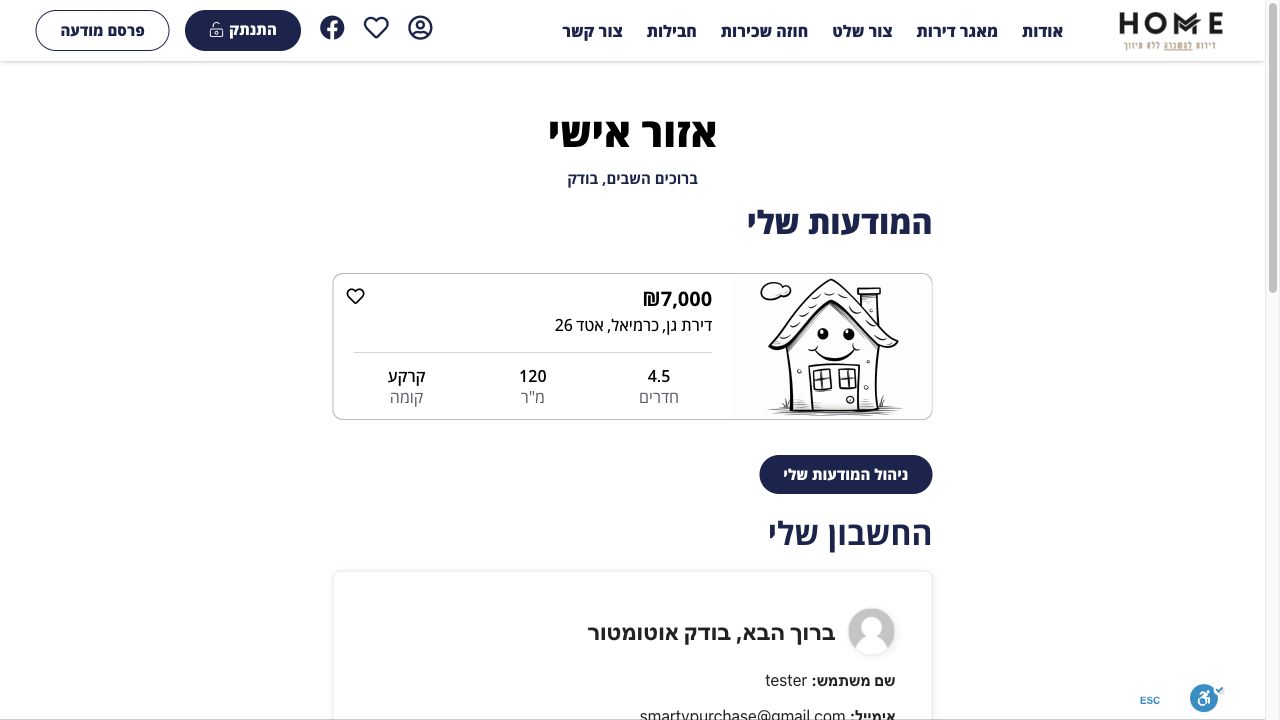 HOME
דירות להשכרה ללא תיווך
אודות
מאגר דירות
צור שלט
חוזה שכירות
חבילות
צור קשר
התנתק
פרסם מודעה
אזור אישי
ברוכים השבים, בודק
המודעות שלי
₪7,000
דירת גן, כרמיאל, אטד 26
4.5
חדרים
120
מ"ר
קרקע
קומה
ניהול המודעות שלי
החשבון שלי
ברוך הבא, בודק אוטומטור
שם משתמש: tester
אימייל: smartypurchase@gmail.com
ESC